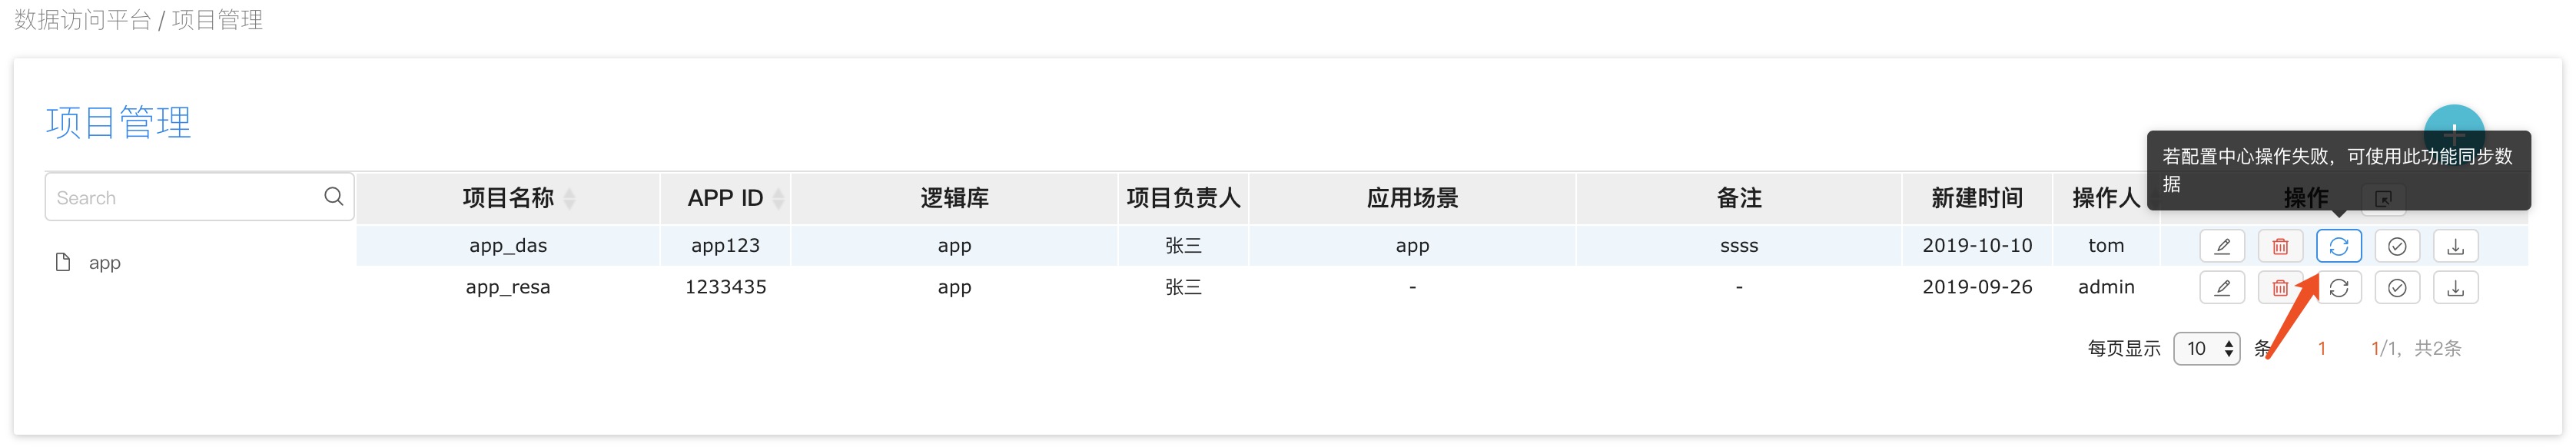 数据访问平台 / 项目管理
项目管理
若配置中心操作失败，可使用此功能同步数
据
Search
项目名称 APP ID 逻辑库 项目负责人 应用场景 备注 新建时间 操作人 操作
app
app_das app123 app 张三 app ssss 2019-10-10 tom
app_resa 1233435 app 张三 - - 2019-09-26 admin
每页显示 10 条 1 1/1, 共2条